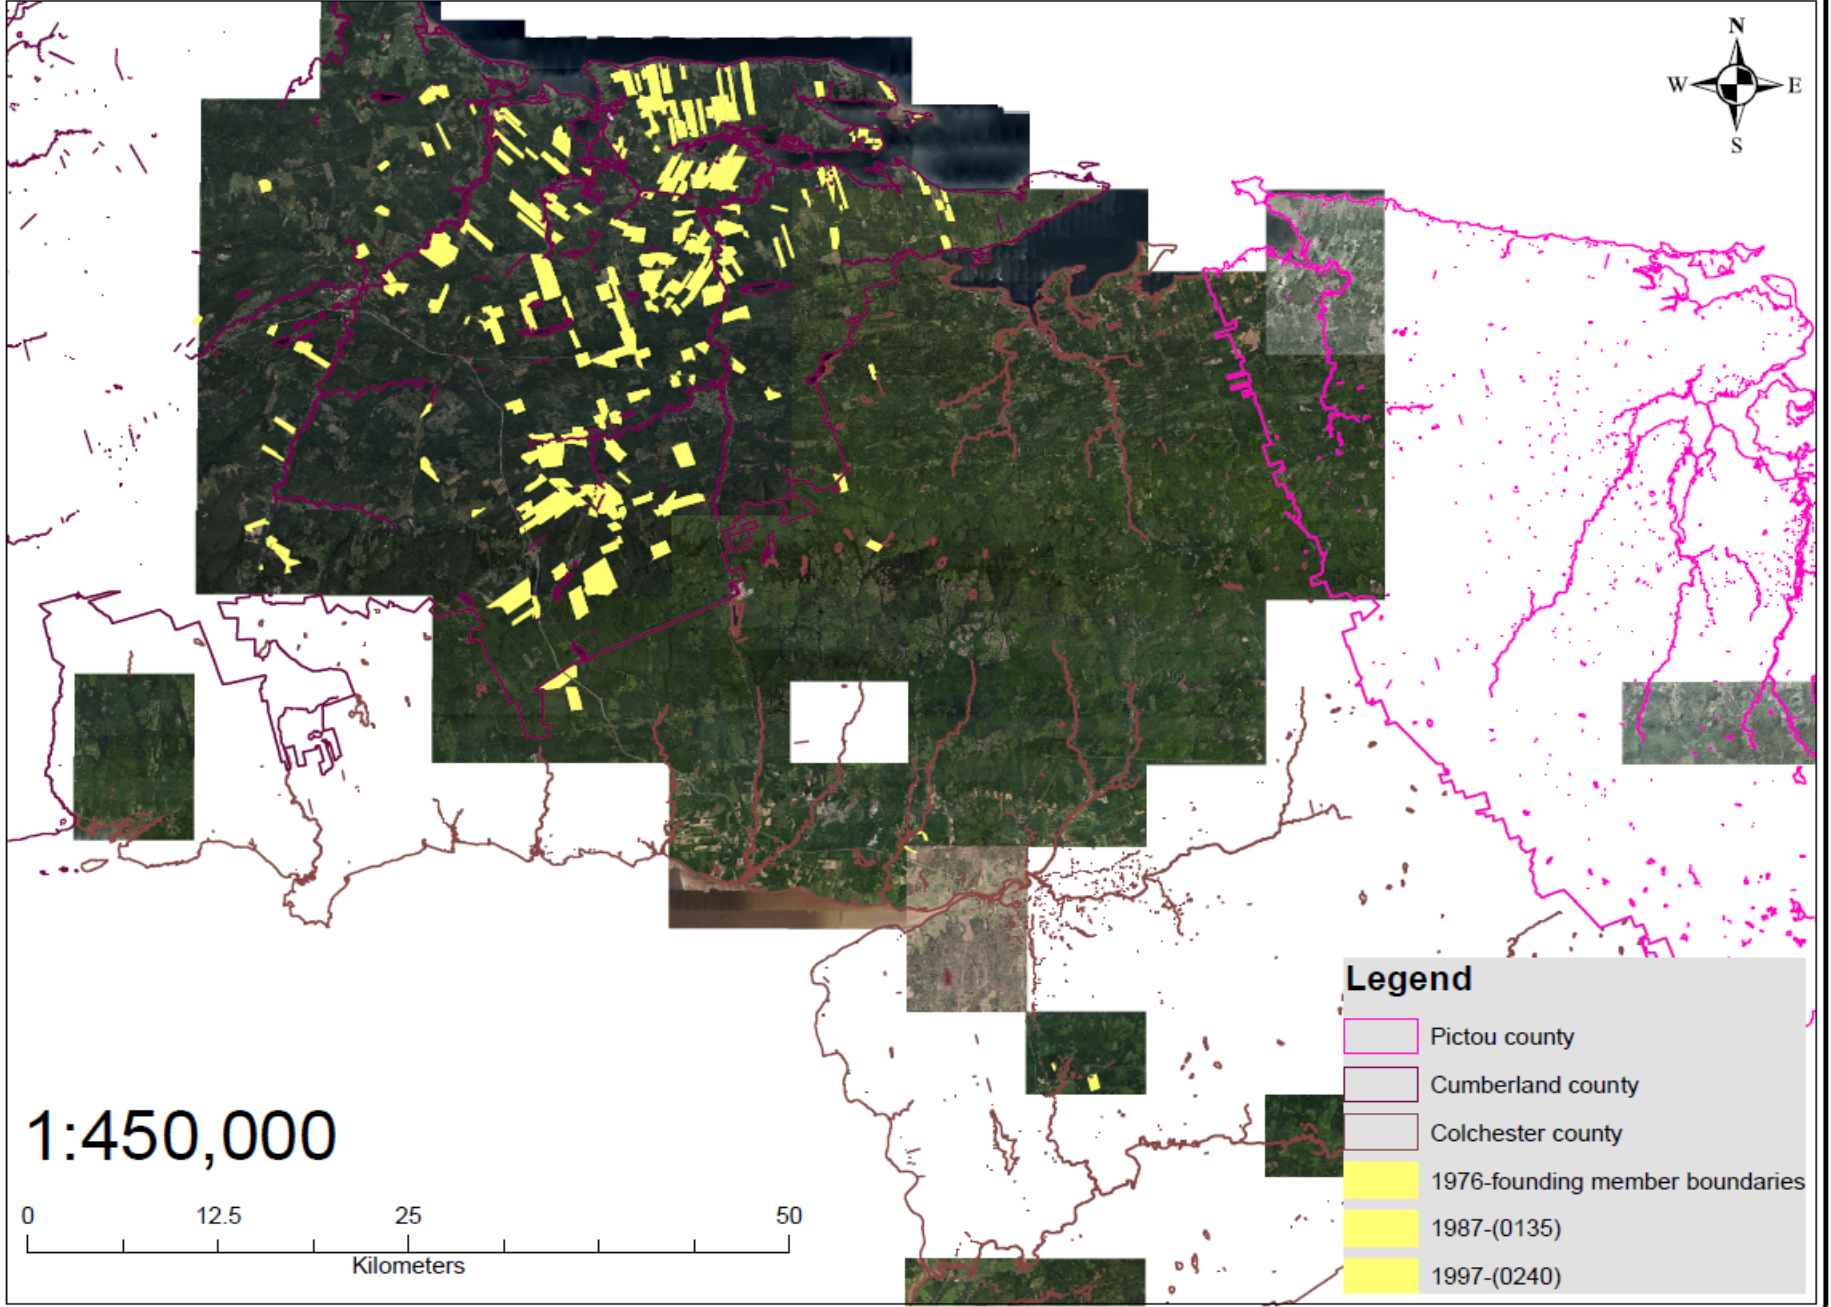 N
W E
S
Legend
Pictou county
Cumberland county
Colchester county
1976-founding member boundaries
1987-(0135)
1997-(0240)
1:450,000
0 12.5 25 50
Kilometers